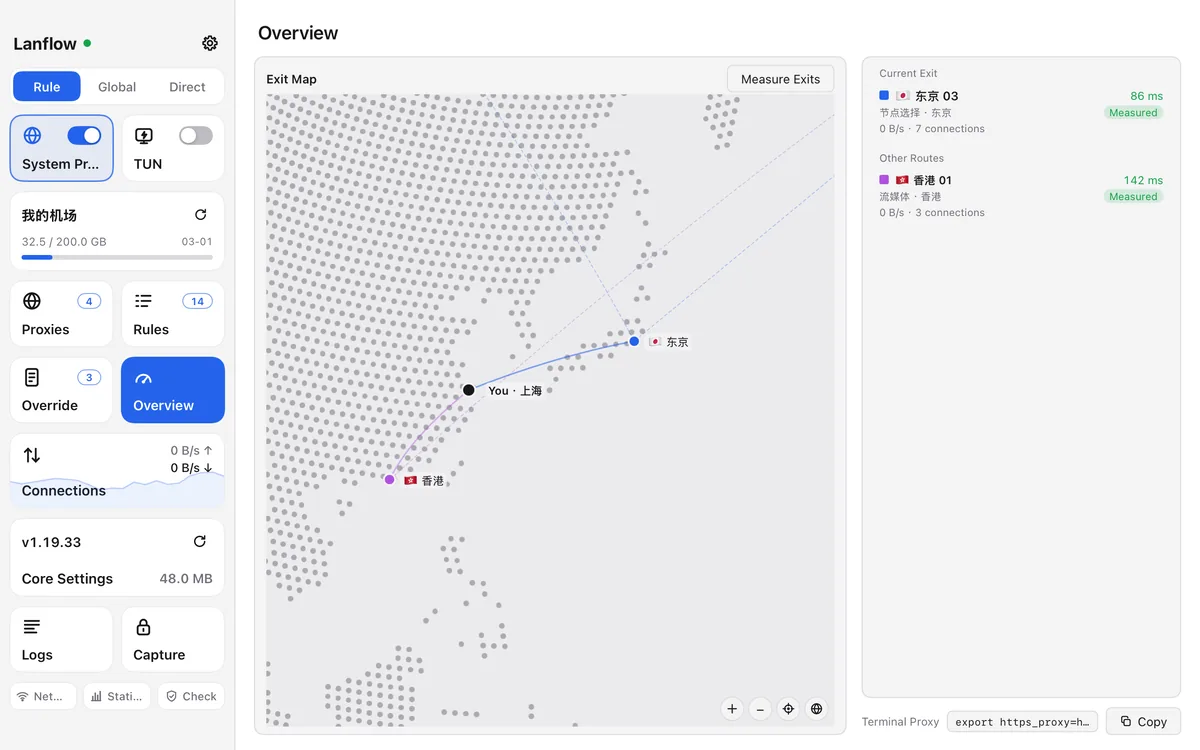 Lanflow
Rule
Global
Direct
System Pr...
TUN
我的机场
32.5 / 200.0 GB
03-01
4
Proxies
14
Rules
3
Override
Overview
0 B/s ↑
0 B/s ↓
Connections
v1.19.33
Core Settings
48.0 MB
Logs
Capture
Net...
Stati...
Check
Overview
Exit Map
Measure Exits
东京
You · 上海
香港
Current Exit
东京 03
86 ms
节点选择 · 东京
Measured
0 B/s · 7 connections
Other Routes
香港 01
142 ms
流媒体 · 香港
Measured
0 B/s · 3 connections
Terminal Proxy
export https_proxy=h…
Copy